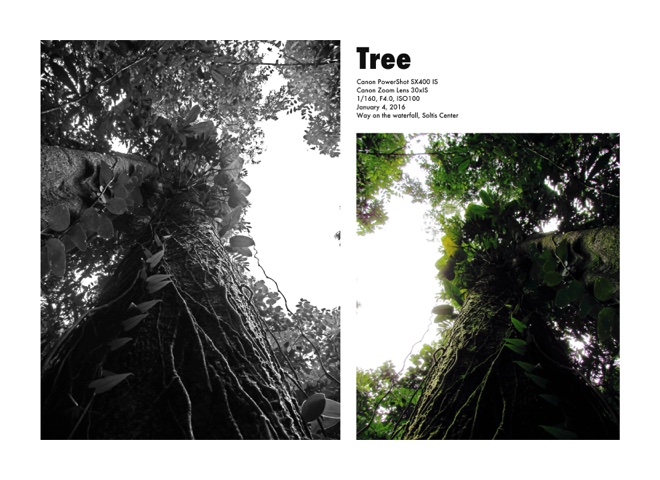 Tree
Canon PowerShot SX400 IS
Canon Zoom Lens 30xIS
1/160, F4.0, ISO100
January 4, 2016
Way on the waterfall, Soltis Center